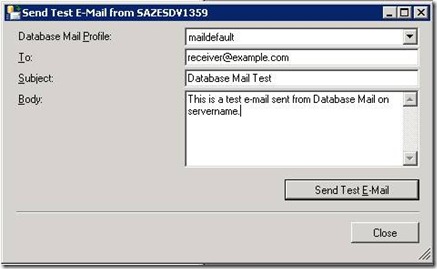 Send Test E-Mail from SAZESDV1359
Database Mail Profile: maildefault
To: receiver@example.com
Subject: Database Mail Test
Body: This is a test e-mail sent from Database Mail on
servername.
Send Test E-Mail
Close